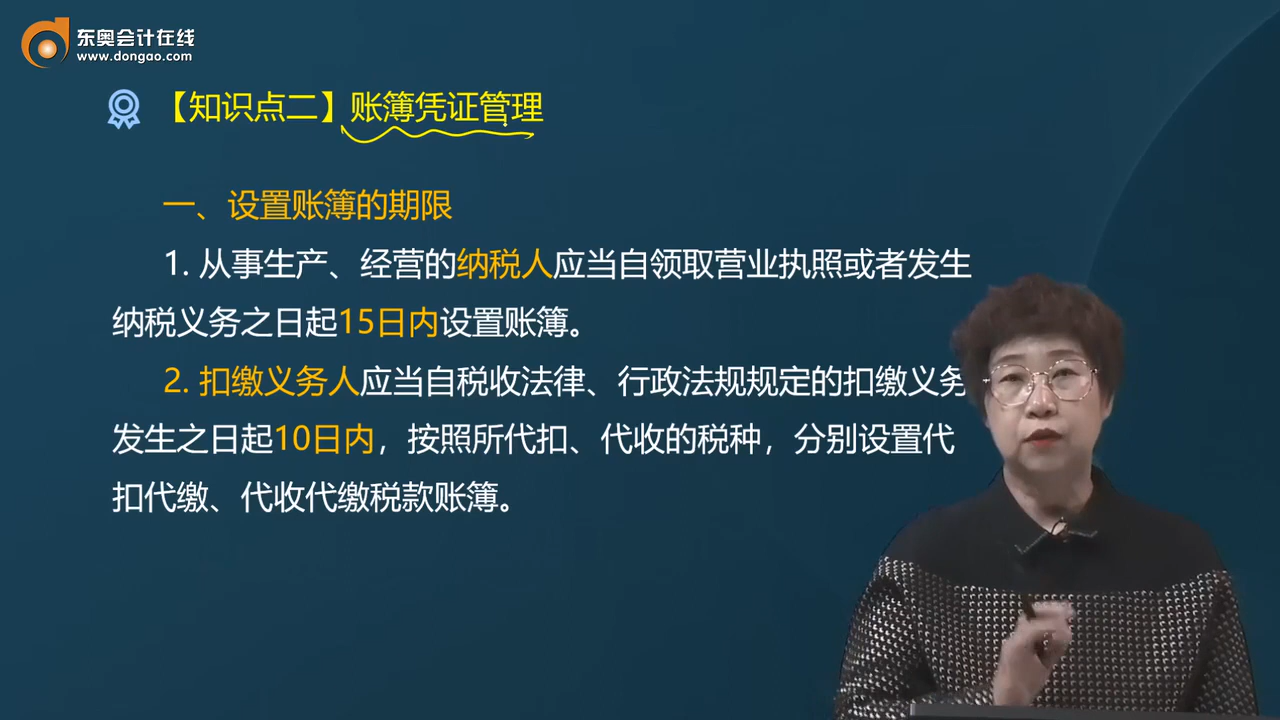 东奥会计在线
www.dongao.com
【知识点二】账簿凭证管理
一、设置账簿的期限
1. 从事生产、经营的纳税人应当自领取营业执照或者发生
纳税义务之日起15日内设置账簿。
2. 扣缴义务人应当自税收法律、行政法规规定的扣缴义务
发生之日起10日内，按照所代扣、代收的税种，分别设置代
扣代缴、代收代缴税款账簿。